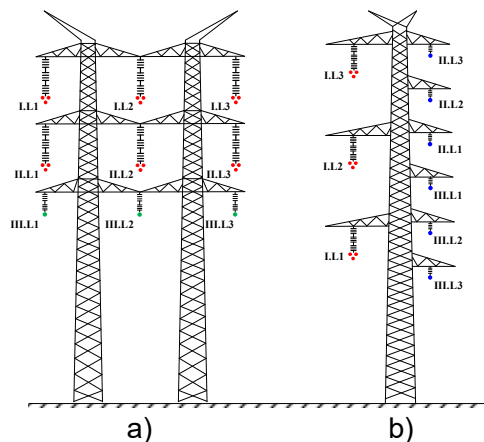 I.L1 I.L2 I.L3
II.L1 II.L2 II.L3
III.L1 III.L2 III.L3
a)
II.L3
I.L3
II.L2
II.L1
I.L2
III.L1
III.L2
I.L1
III.L3
b)